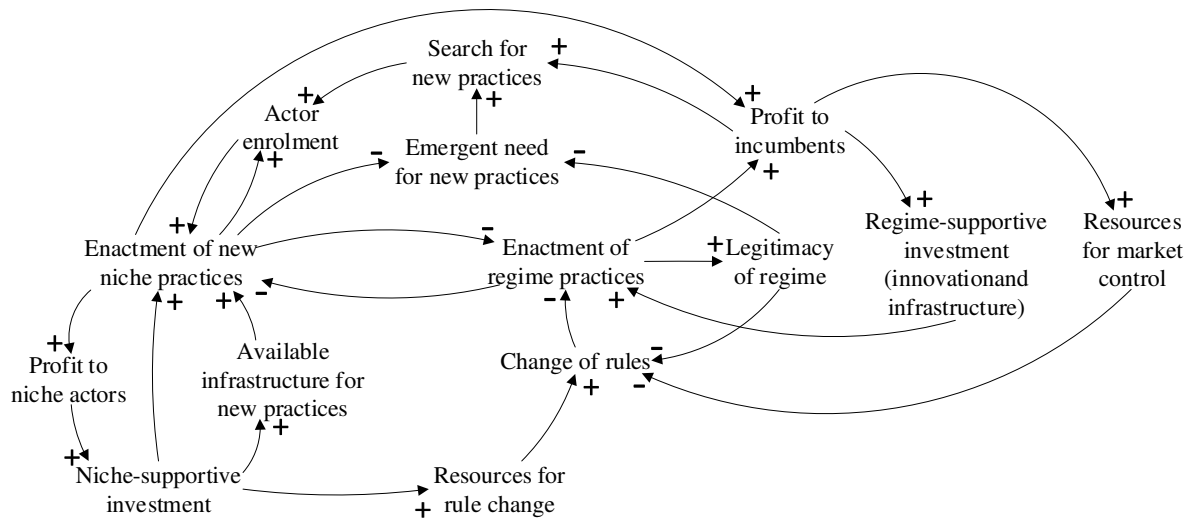 Search for
new practices
Actor
enrolment
Emergent need
for new practices
Profit to
incumbents
Enactment of new
niche practices
Enactment of
regime practices
Legitimacy
of regime
Regime-supportive
investment
(innovationand
infrastructure)
Resources
for market
control
Profit to
niche actors
Available
infrastructure for
new practices
Change of rules
Niche-supportive
investment
Resources for
rule change